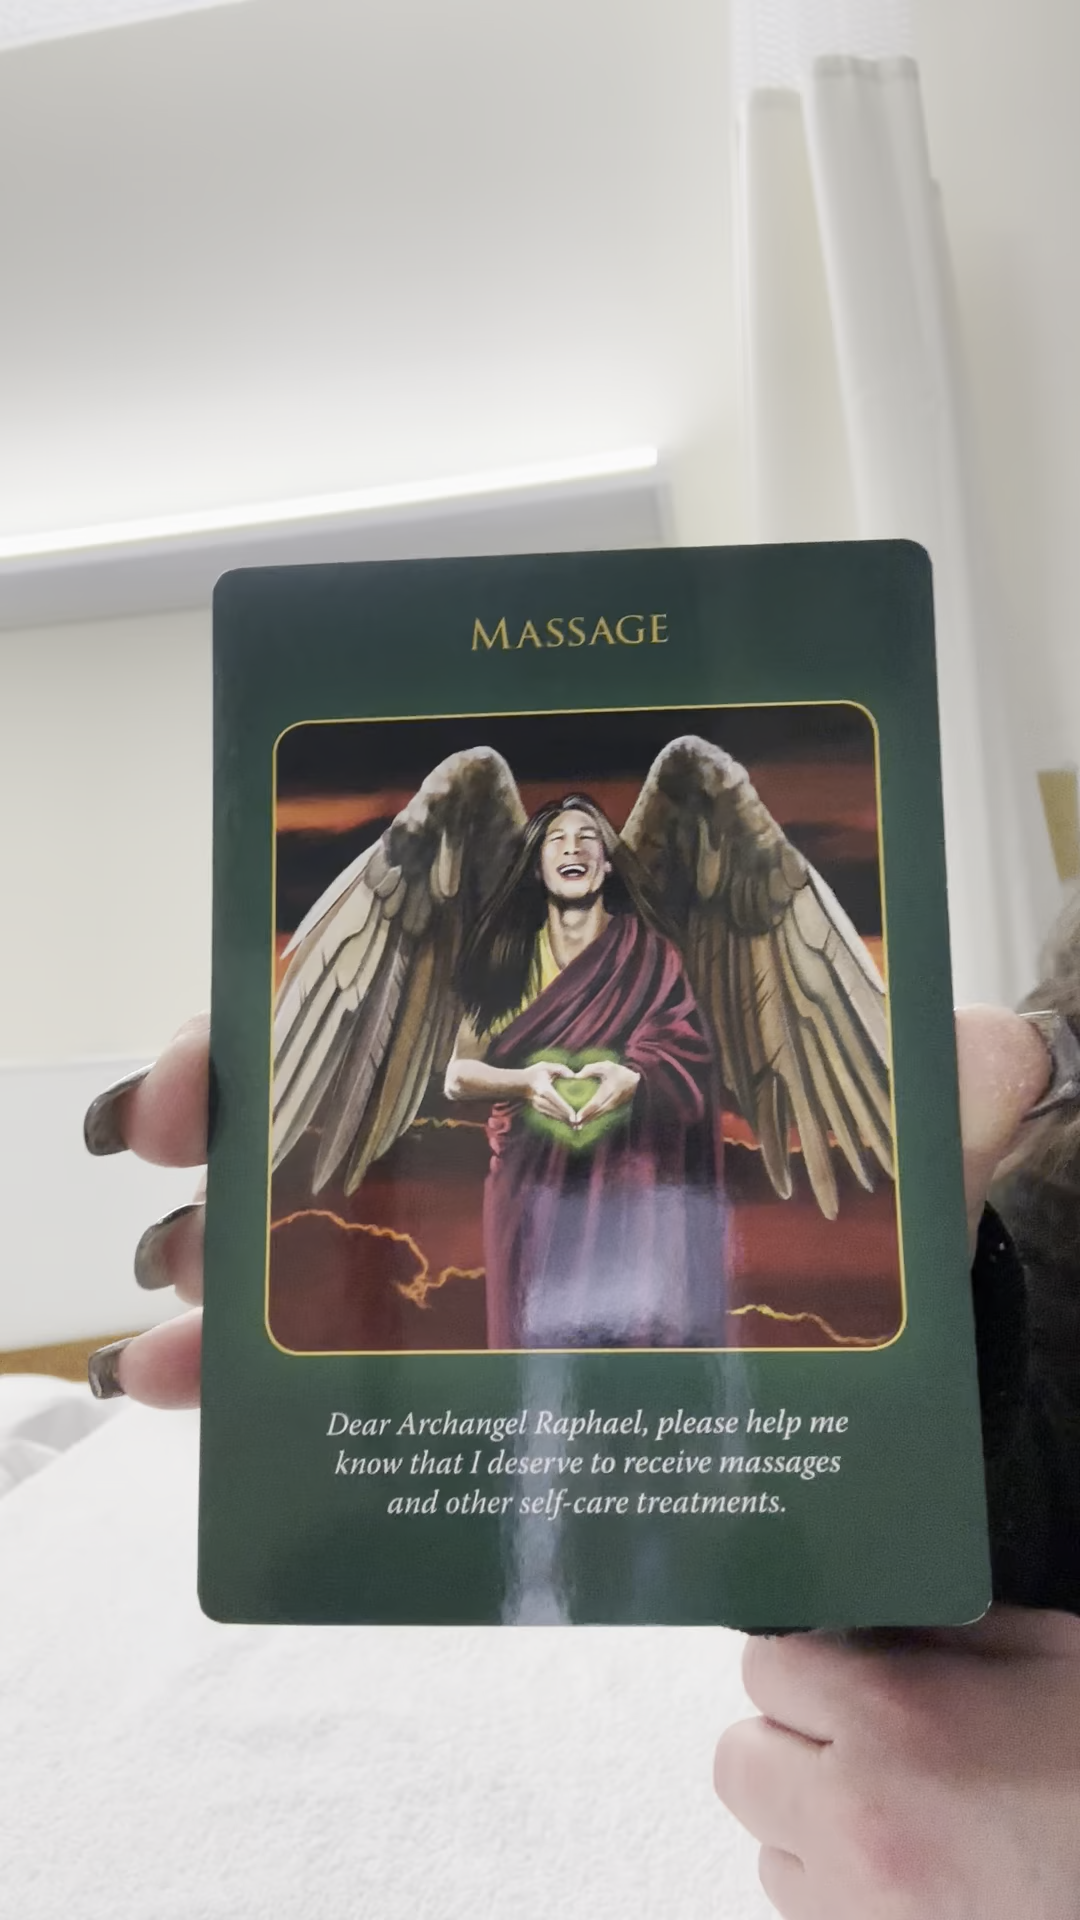 MASSAGE
Dear Archangel Raphael, please help me
know that I deserve to receive massages
and other self-care treatments.